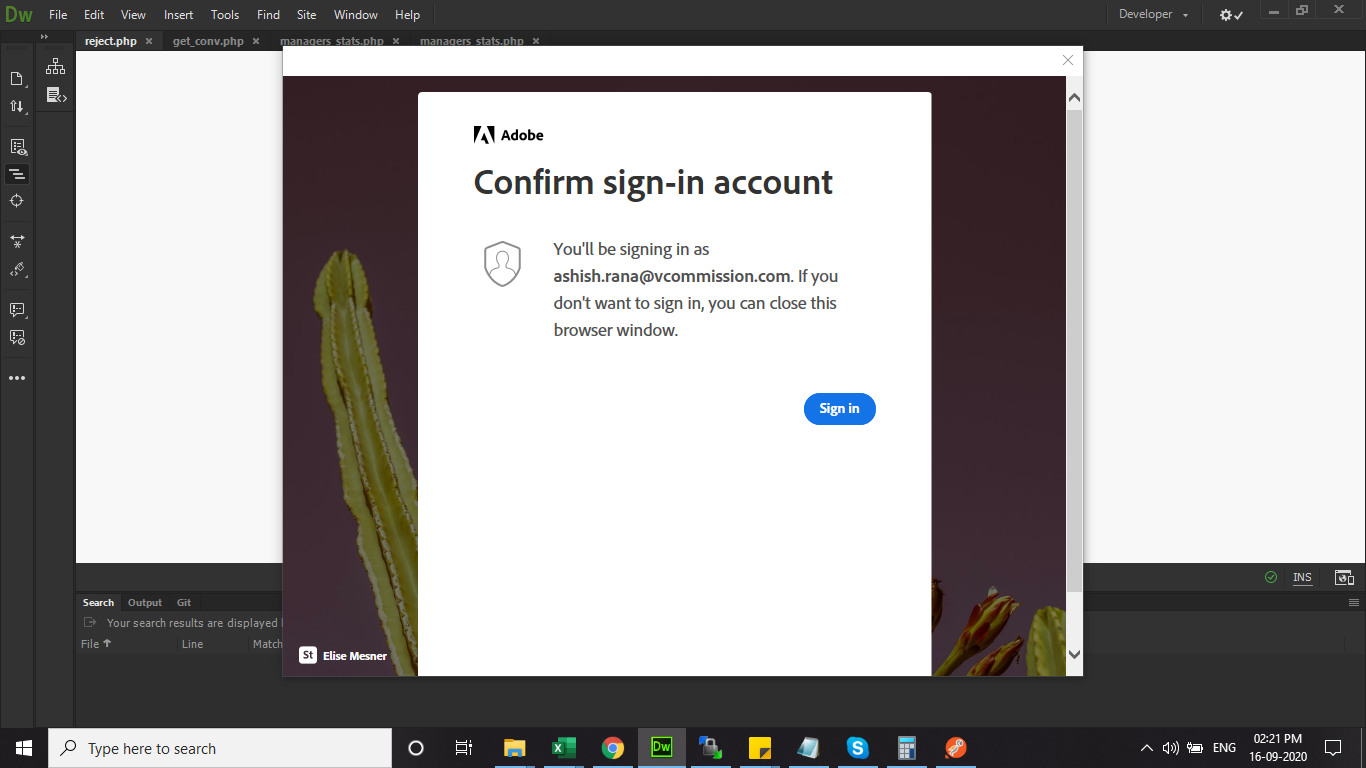 Dw File Edit View Insert Tools Find Site Window Help Developer
reject.php get_conv.php managers_stats.php managers_stats.php
Adobe
Confirm sign-in account
You'll be signing in as
ashish.rana@vcommission.com. If you
don't want to sign in, you can close this
browser window.
Sign in
INS
Search Output Git
Your search results are displayed
File Line Match
St Elise Mesner
Type here to search
Dw
ENG
02:21 PM
16-09-2020